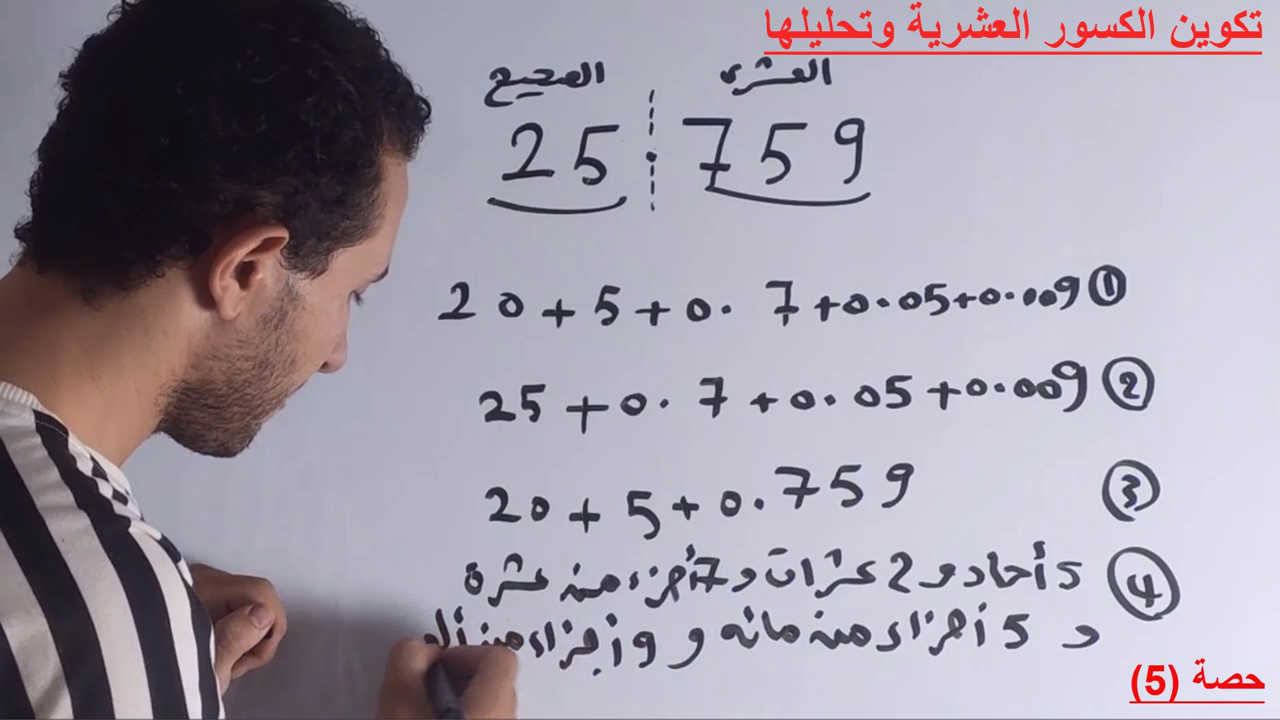 تكوين الكسور العشرية وتحليلها
الصحيح العشرى
25.759
20+5+0.7+0.05+0.009 ①
25+0.7+0.05+0.009 ②
20+5+0.759 ③
④ 5 أحاد و 2 عشرات و 7 أجزاء من عشرة
و 5 أجزاء من مائه و 9 أجزاء من
حصة (5)